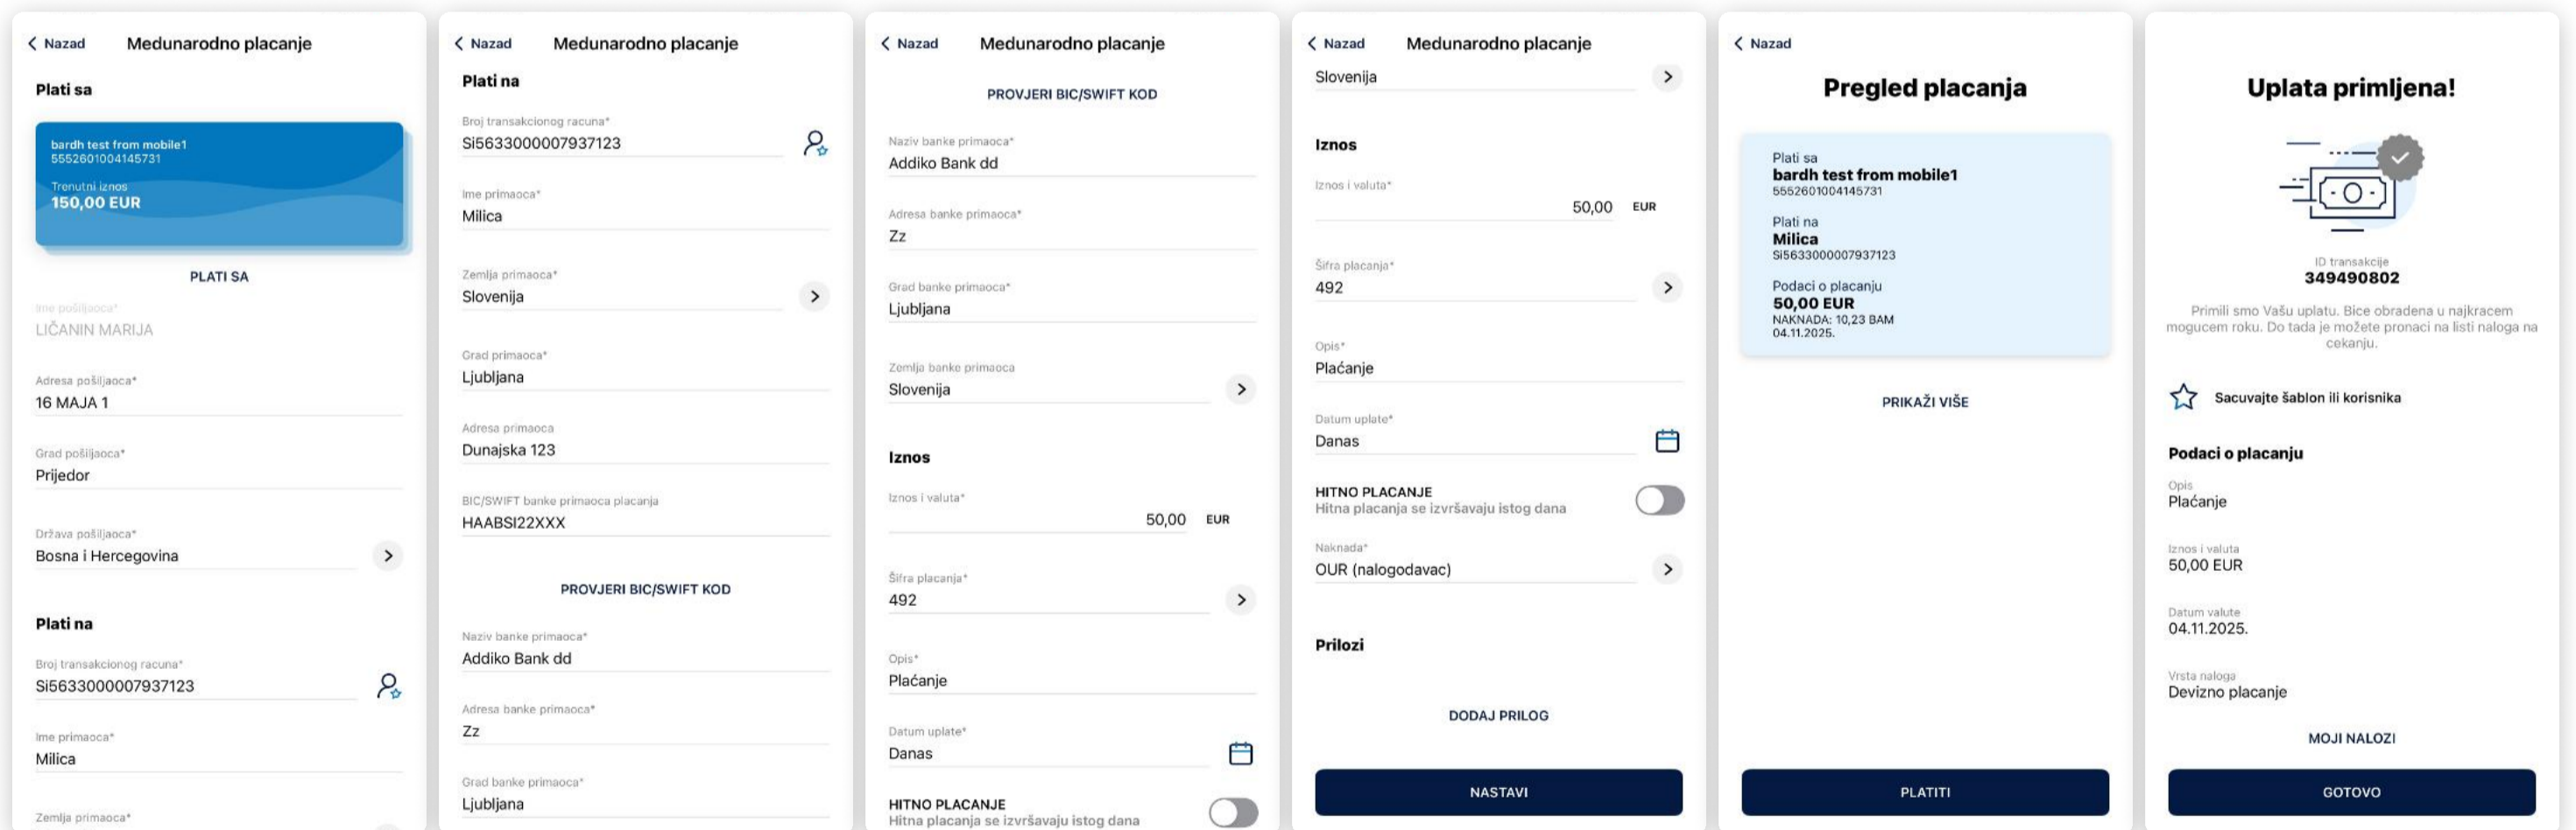 Nazad
Medunarodno placanje
Plati sa
bardh test from mobile1
5552601004145731
Trenutni iznos
150,00 EUR
PLATI SA
Ime pošiljaoca*
LIČANIN MARIJA
Adresa pošiljaoca*
16 MAJA 1
Grad pošiljaoca*
Prijedor
Država pošiljaoca*
Bosna i Hercegovina
Plati na
Broj transakcionog racuna*
Si5633000007937123
Ime primaoca*
Milica
Zemlja primaoca*
Nazad
Medunarodno placanje
Plati na
Broj transakcionog racuna*
Si5633000007937123
Ime primaoca*
Milica
Zemlja primaoca*
Slovenija
Grad primaoca*
Ljubljana
Adresa primaoca
Dunajska 123
BIC/SWIFT banke primaoca placanja
HAABSI22XXX
PROVJERI BIC/SWIFT KOD
Naziv banke primaoca*
Addiko Bank dd
Adresa banke primaoca*
Zz
Grad banke primaoca*
Ljubljana
Nazad
Medunarodno placanje
PROVJERI BIC/SWIFT KOD
Naziv banke primaoca*
Addiko Bank dd
Adresa banke primaoca*
Zz
Grad banke primaoca*
Ljubljana
Zemlja banke primaoca
Slovenija
Iznos
Iznos i valuta*
50,00 EUR
Šifra placanja*
492
Opis*
Plaćanje
Datum uplate*
Danas
HITNO PLACANJE
Hitna placanja se izvršavaju istog dana
Nazad
Medunarodno placanje
Slovenija
Iznos
Iznos i valuta*
50,00 EUR
Šifra placanja*
492
Opis*
Plaćanje
Datum uplate*
Danas
HITNO PLACANJE
Hitna placanja se izvršavaju istog dana
Naknada*
OUR (nalogodavac)
Prilozi
DODAJ PRILOG
NASTAVI
Nazad
Pregled placanja
Plati sa
bardh test from mobile1
5552601004145731
Plati na
Milica
Si5633000007937123
Podaci o placanju
50,00 EUR
NAKNADA: 10,23 BAM
04.11.2025.
PRIKAŽI VIŠE
PLATITI
Uplata primljena!
ID transakcije
349490802
Primili smo Vašu uplatu. Bice obradena u najkracem
mogucem roku. Do tada je možete pronaci na listi naloga na
cekanju.
Sacuvajte šablon ili korisnika
Podaci o placanju
Opis
Plaćanje
Iznos i valuta
50,00 EUR
Datum valute
04.11.2025.
Vrsta naloga
Devizno placanje
MOJI NALOZI
GOTOVO